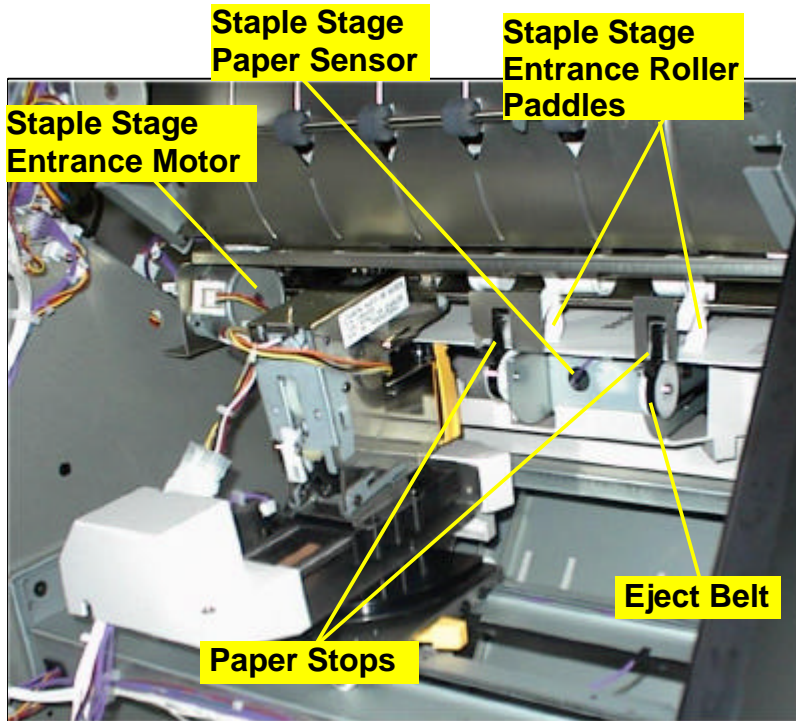 Staple Stage
Paper Sensor
Staple Stage
Entrance Roller
Paddles
Staple Stage
Entrance Motor
Eject Belt
Paper Stops